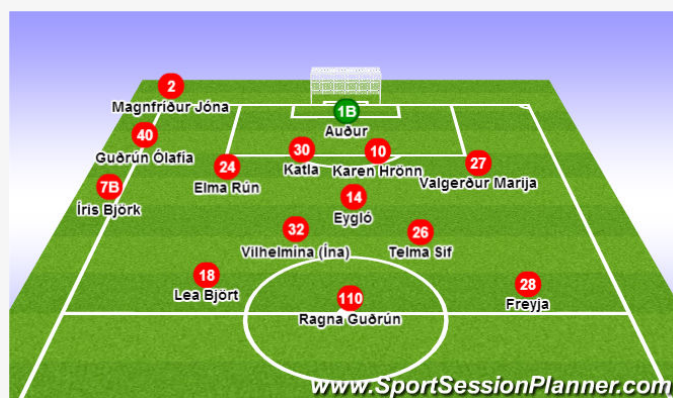 2
Magnfríður Jóna
1B
Auður
40
Guðrún Ólafía
30
Katla
10
Karen Hrönn
24
Elma Rún
27
Valgerður Marija
7B
Íris Björk
14
Eygló
32
Vilhelmína (Ína)
26
Telma Sif
18
Lea Björt
110
Ragna Guðrún
28
Freyja
www.SportSessionPlanner.com